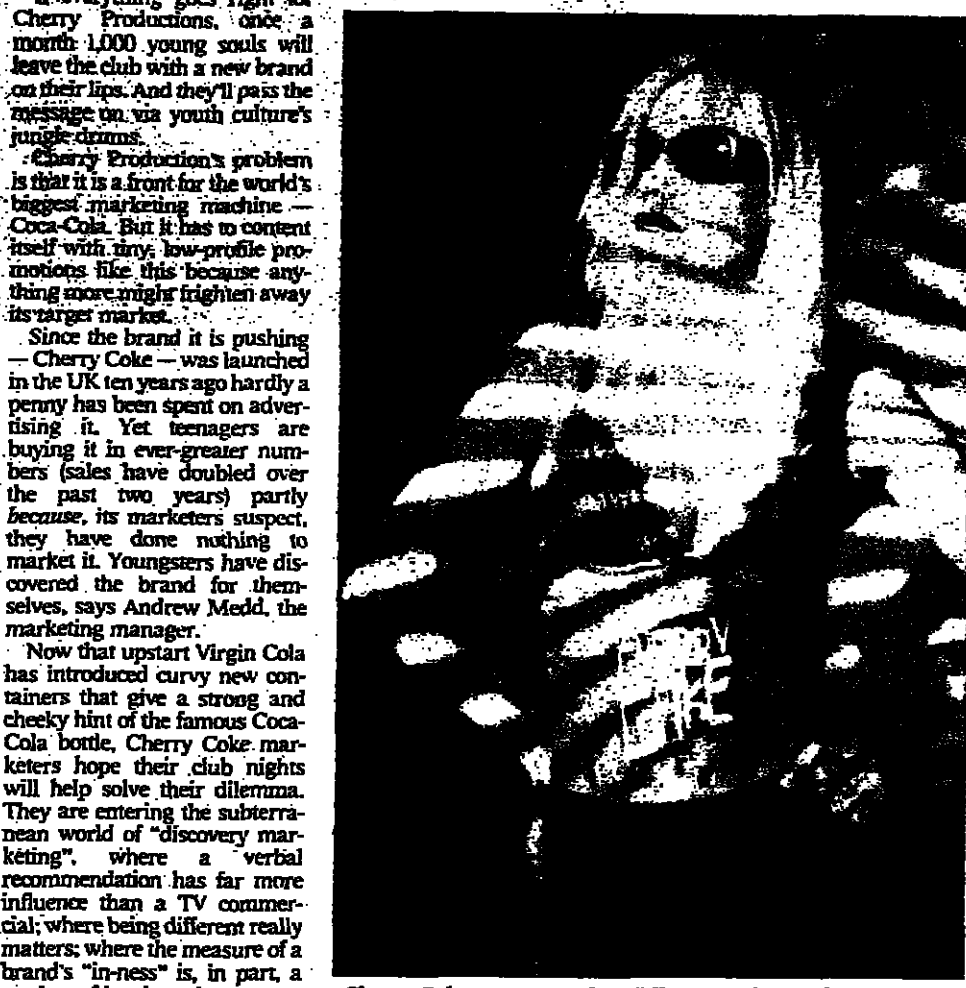 everything goes right for
Cherry Productions, once a
month 1,000 young souls will
leave the club with a new brand
on their lips. And they'll pass the
message on via youth culture's
jungle drums.
Cherry Production's problem
is that it is a front for the world's
biggest marketing machine —
Coca-Cola. But it has to content
itself with tiny, low-profile pro-
motions like this because any-
thing more might frighten away
its target market.
Since the brand it is pushing
— Cherry Coke — was launched
in the UK ten years ago hardly a
penny has been spent on adver-
tising it. Yet teenagers are
buying it in ever-greater num-
bers (sales have doubled over
the past two years) partly
because, its marketers suspect,
they have done nothing to
market it. Youngsters have dis-
covered the brand for them-
selves, says Andrew Medd, the
marketing manager.
Now that upstart Virgin Cola
has introduced curvy new con-
tainers that give a strong and
cheeky hint of the famous Coca-
Cola bottle, Cherry Coke mar-
keters hope their club nights
will help solve their dilemma.
They are entering the subterra-
nean world of "discovery mar-
keting", where a verbal
recommendation has far more
influence than a TV commer-
cial; where being different really
matters; where the measure of a
brand's "in-ness" is, in part, a